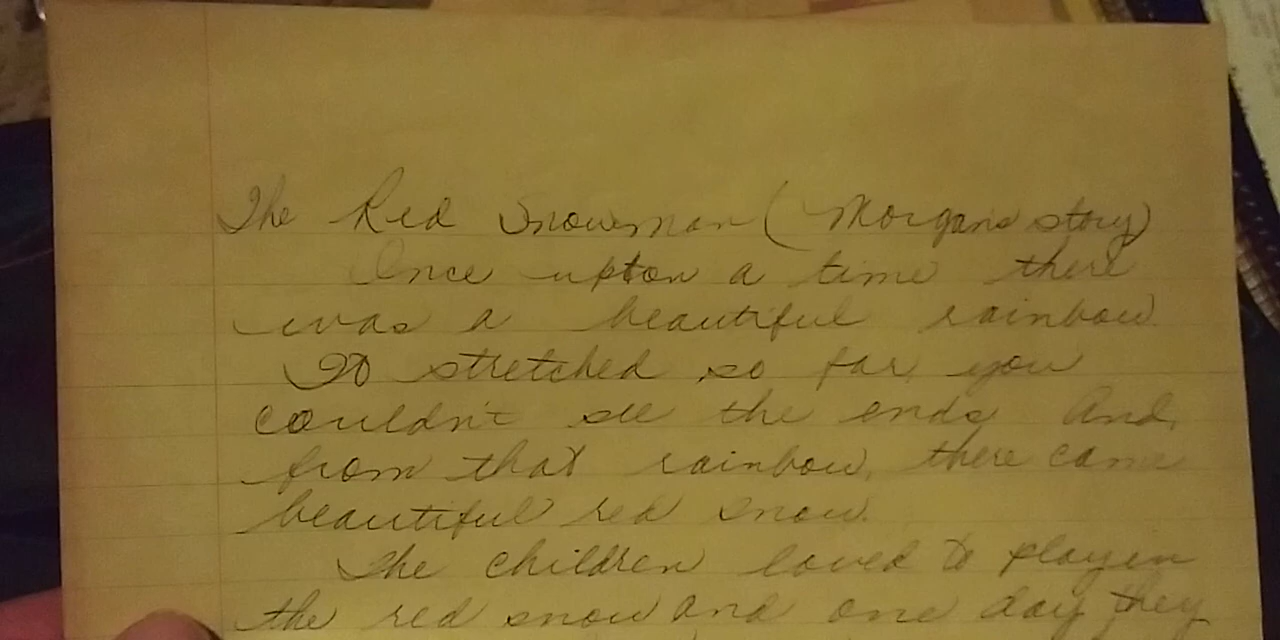 The Red Snowman (Morgans story)
Once upton a time there
was a beautiful rainbow.
It stretched so far you
couldn't see the ends And,
from that rainbow, there came
beautiful red snow.
The children loved to play in
the red snow and one day they